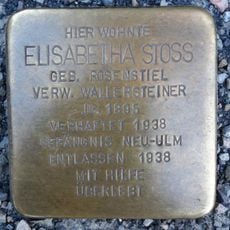 HIER WOHNTE
ELISABETHA STOSS
GEB. ROSENSTIEL
VERW. WALLERSTEINER
JG. 1895
VERHAFTET 1938
GEFÄNGNIS NEU-ULM
ENTLASSEN 1938
MIT HILFE
ÜBERLEBT